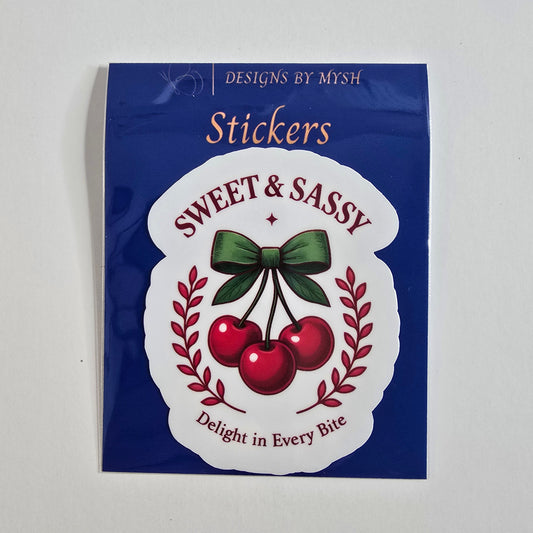 DESIGNS BY MYSH
Stickers
SWEET & SASSY
Delight in Every Bite